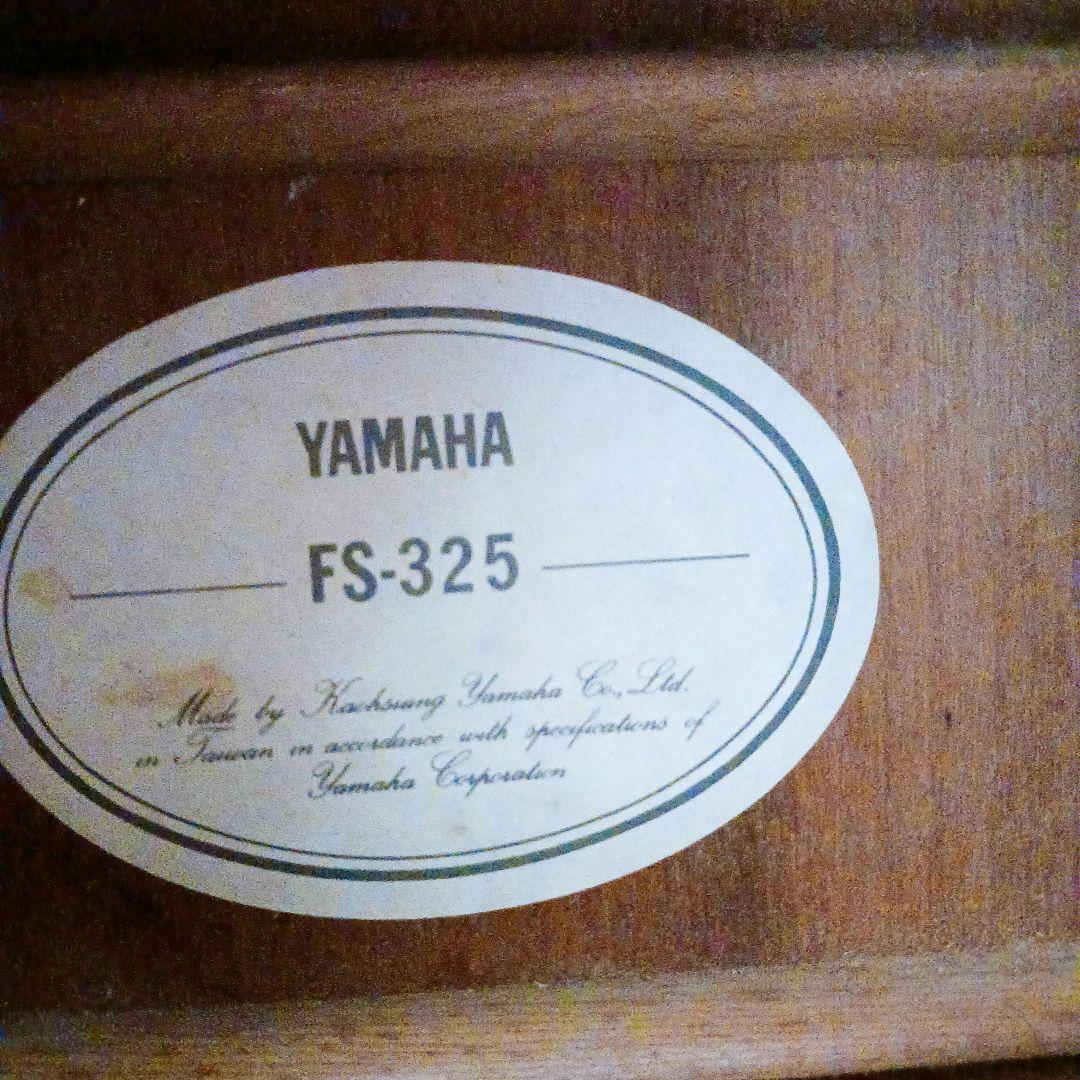 YAMAHA
FS-325
Made by Kaohsiung Yamaha Co., Ltd.
in Taiwan in accordance with specifications of
Yamaha Corporation